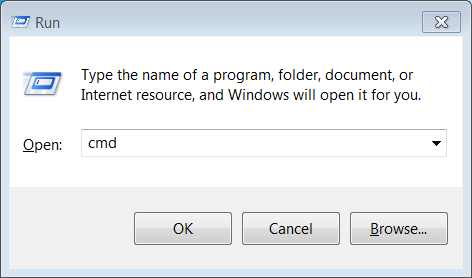 Run
Type the name of a program, folder, document, or
Internet resource, and Windows will open it for you.
Open: cmd
OK Cancel Browse...